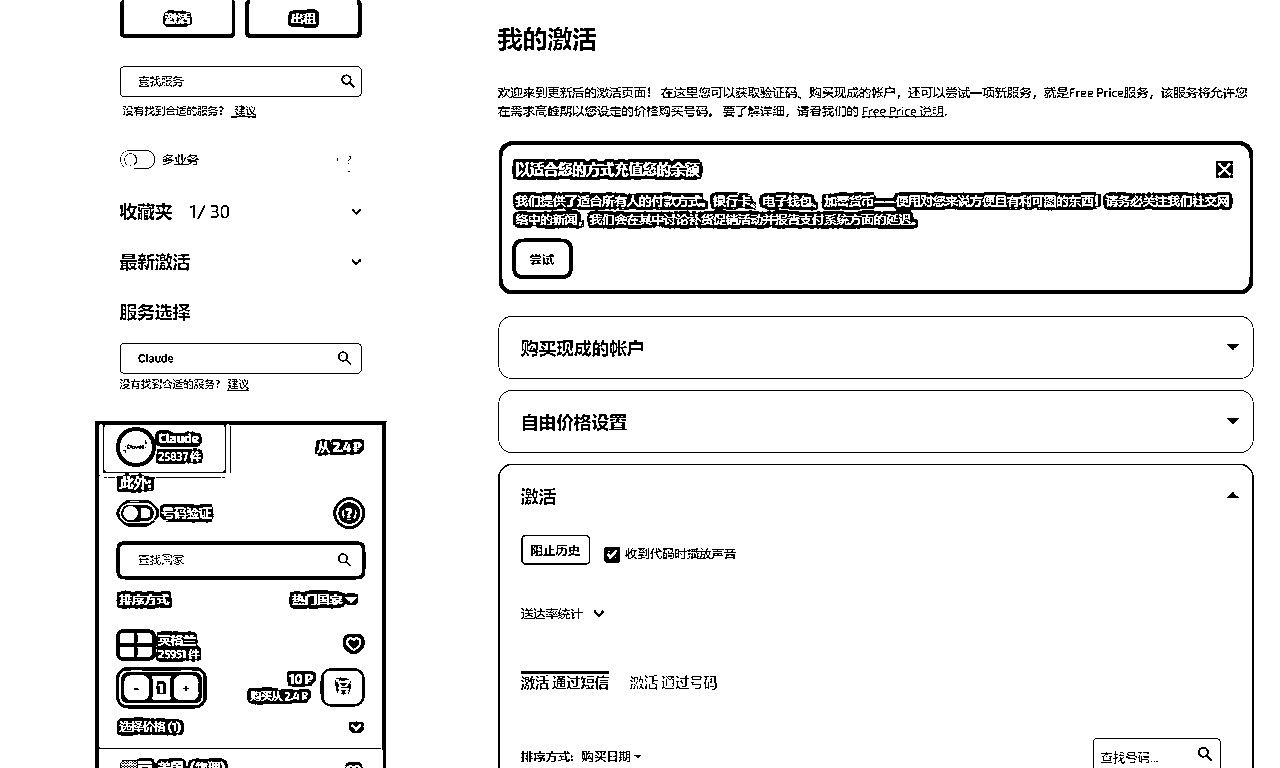 激活 出租
查找服务
没有找到合适的服务? 建议
多业务
收藏夹 1/ 30
最新激活
服务选择
Claude
没有找到合适的服务? 建议
Claude
25837 件
从 2.4 ₽
此外:
号码验证
查找国家
排序方式 热门国家
英格兰
25951 件
- 1 +
10 ₽
购买从 2.4 ₽
选择价格 (1)
我的激活
欢迎来到更新后的激活页面! 在这里您可以获取验证码、购买现成的帐户,还可以尝试一项新服务,就是Free Price服务,该服务将允许您
在需求高峰期以您设定的价格购买号码。 要了解详细,请看我们的 Free Price 说明.
以适合您的方式充值您的余额
我们提供了适合所有人的付款方式。银行卡、电子钱包、加密货币——使用对您来说方便且有利可图的东西!请务必关注我们社交网
络中的新闻,我们会在其中讨论补货促销活动并报告支付系统方面的延迟。
尝试
购买现成的帐户
自由价格设置
激活
阻止历史
收到代码时播放声音
送达率统计
激活 通过短信 激活 通过号码
排序方式: 购买日期
查找号码...